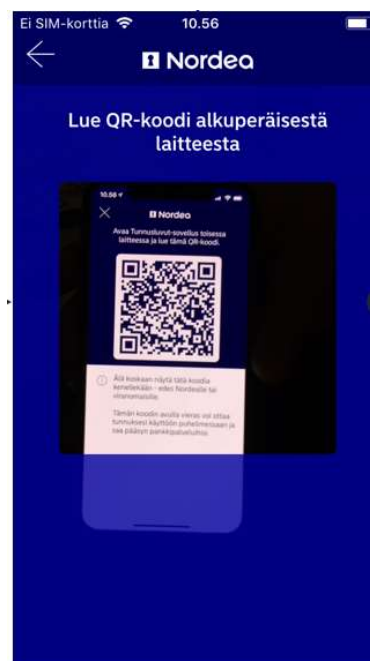 Ei SIM-korttia 10.56
Nordea
Lue QR-koodi alkuperäisestä
laitteesta
10.56
Nordea
Avaa Tunnusluvut-sovellus toisessa
laitteessa ja lue tämä QR-koodi.
Älä koskaan näytä tätä koodia
kenellekään - edes Nordealle tai
viranomaisille.
Tämän koodin avulla vieras voi ottaa
tunnuksesi käyttöön puhelimessaan ja
saa pääsyn pankkipalveluihisi.